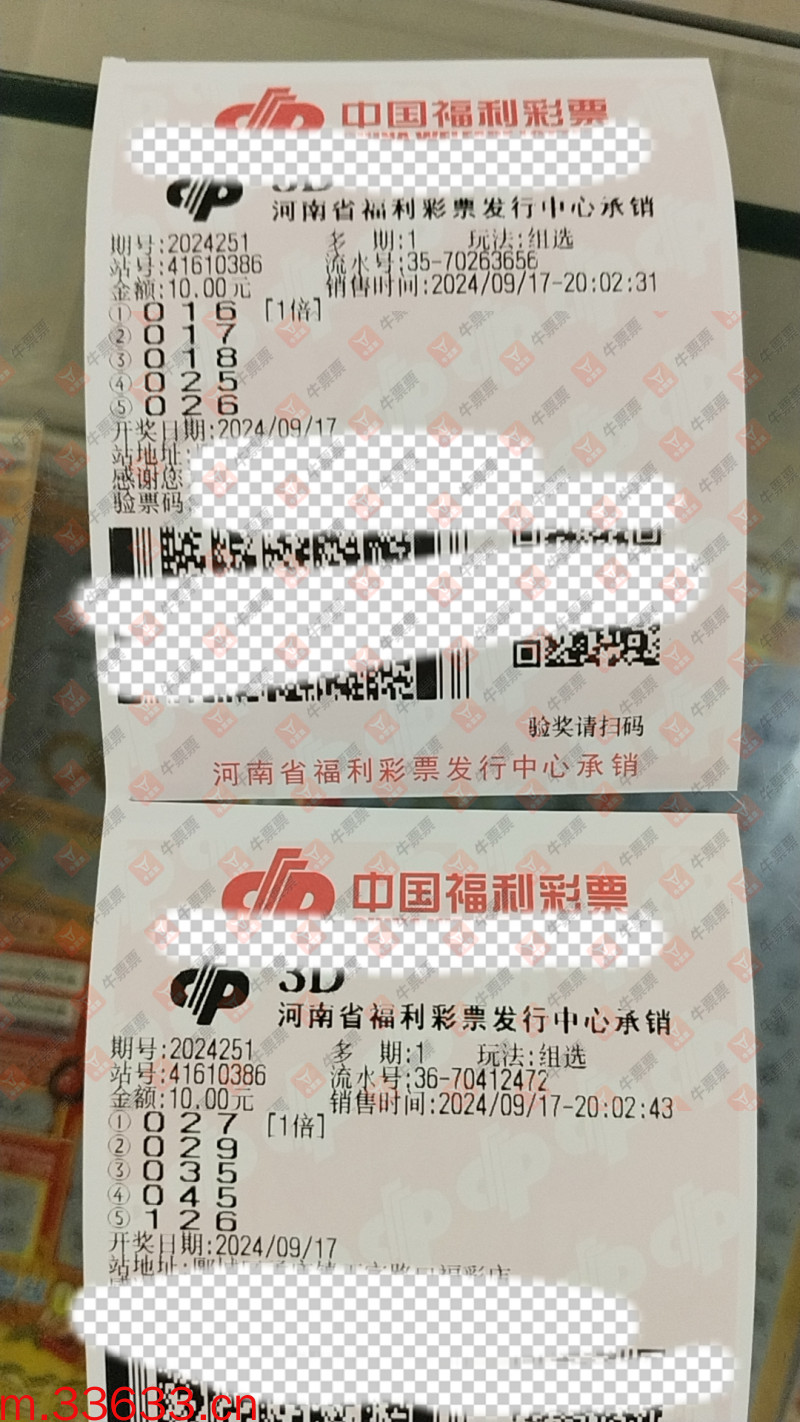 中国福利彩票
3D
河南省福利彩票发行中心承销
期号:2024251 多 期:1 玩法:组选
站号:41610386 流水号:35-70263656
金额:10.00元 销售时间:2024/09/17-20:02:31
① 0 1 6 [1倍]
② 0 1 7
③ 0 1 8
④ 0 2 5
⑤ 0 2 6
开奖日期:2024/09/17
站地址:
感谢您
验票码:
验奖请扫码
河南省福利彩票发行中心承销
中国福利彩票
3D
河南省福利彩票发行中心承销
期号:2024251 多 期:1 玩法:组选
站号:41610386 流水号:36-70412472
金额:10.00元 销售时间:2024/09/17-20:02:43
① 0 2 7 [1倍]
② 0 2 9
③ 0 3 5
④ 0 4 5
⑤ 1 2 6
开奖日期:2024/09/17
站地址:
m.33633.cn
牛票票